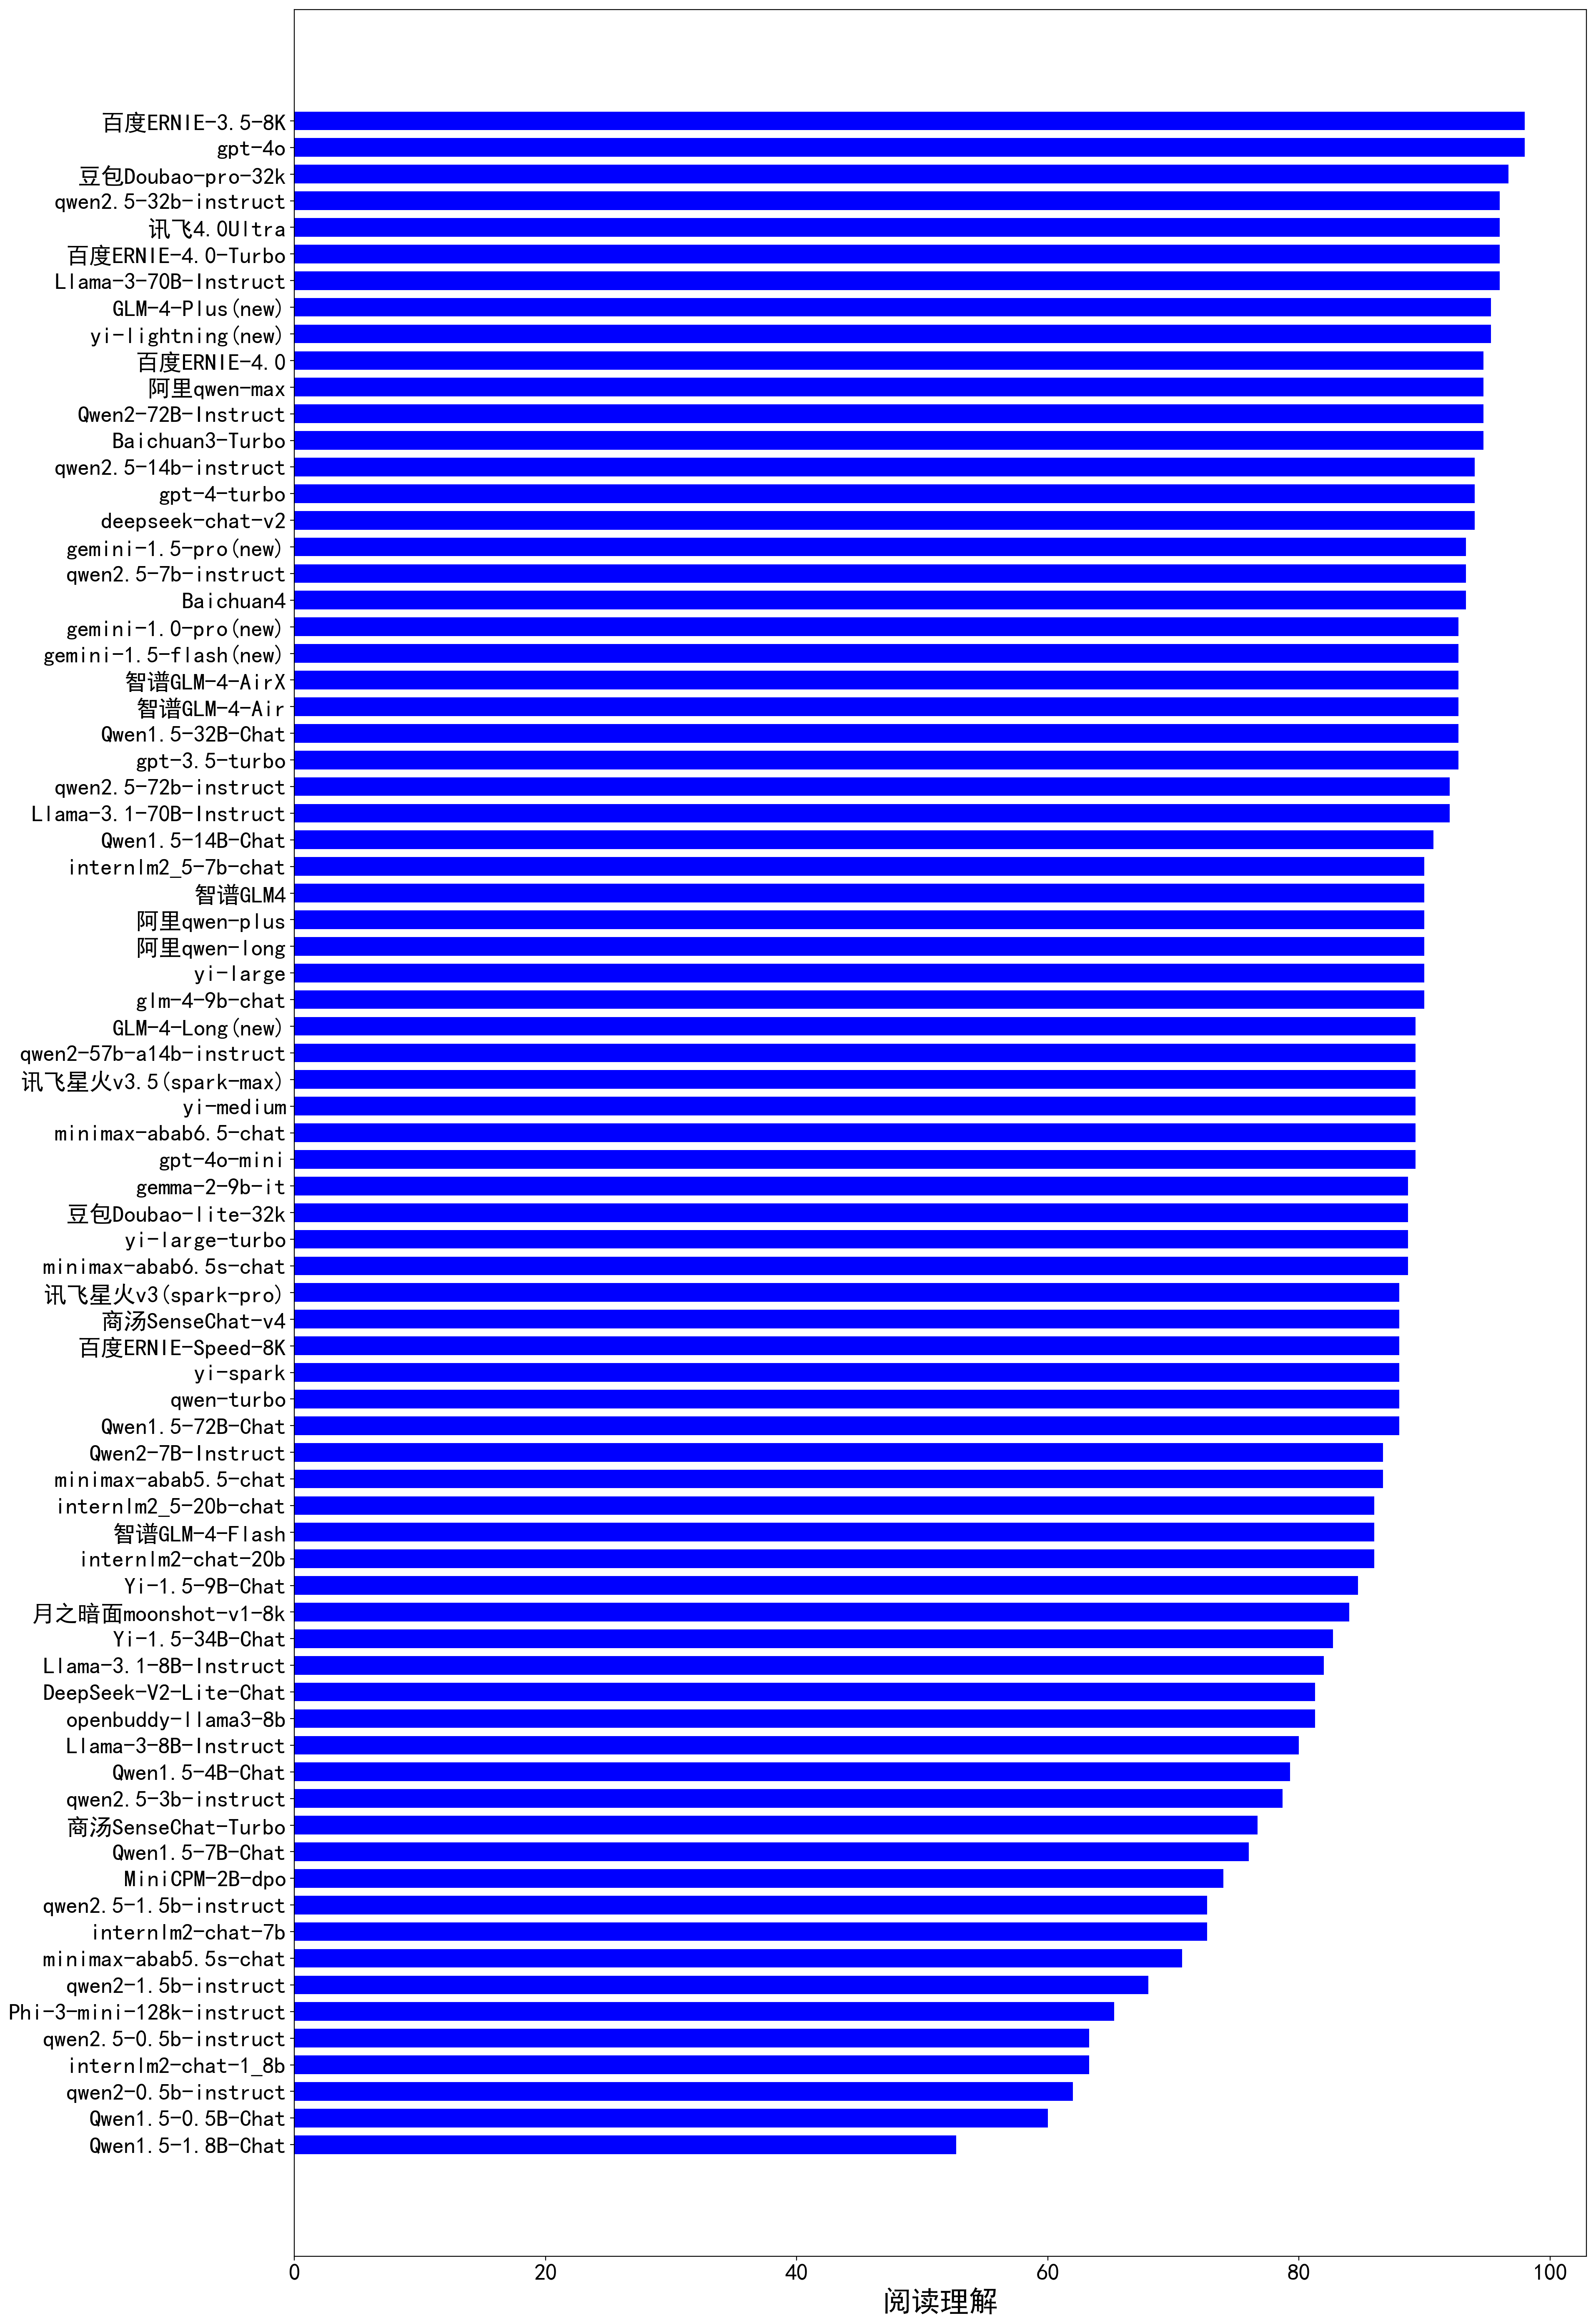 百度ERNIE-3.5-8K
gpt-4o
豆包Doubao-pro-32k
qwen2.5-32b-instruct
讯飞4.0Ultra
百度ERNIE-4.0-Turbo
Llama-3-70B-Instruct
GLM-4-Plus(new)
yi-lightning(new)
百度ERNIE-4.0
阿里qwen-max
Qwen2-72B-Instruct
Baichuan3-Turbo
qwen2.5-14b-instruct
gpt-4-turbo
deepseek-chat-v2
gemini-1.5-pro(new)
qwen2.5-7b-instruct
Baichuan4
gemini-1.0-pro(new)
gemini-1.5-flash(new)
智谱GLM-4-AirX
智谱GLM-4-Air
Qwen1.5-32B-Chat
gpt-3.5-turbo
qwen2.5-72b-instruct
Llama-3.1-70B-Instruct
Qwen1.5-14B-Chat
internlm2_5-7b-chat
智谱GLM4
阿里qwen-plus
阿里qwen-long
yi-large
glm-4-9b-chat
GLM-4-Long(new)
qwen2-57b-a14b-instruct
讯飞星火v3.5(spark-max)
yi-medium
minimax-abab6.5-chat
gpt-4o-mini
gemma-2-9b-it
豆包Doubao-lite-32k
yi-large-turbo
minimax-abab6.5s-chat
讯飞星火v3(spark-pro)
商汤SenseChat-v4
百度ERNIE-Speed-8K
yi-spark
qwen-turbo
Qwen1.5-72B-Chat
Qwen2-7B-Instruct
minimax-abab5.5-chat
internlm2_5-20b-chat
智谱GLM-4-Flash
internlm2-chat-20b
Yi-1.5-9B-Chat
月之暗面moonshot-v1-8k
Yi-1.5-34B-Chat
Llama-3.1-8B-Instruct
DeepSeek-V2-Lite-Chat
openbuddy-llama3-8b
Llama-3-8B-Instruct
Qwen1.5-4B-Chat
qwen2.5-3b-instruct
商汤SenseChat-Turbo
Qwen1.5-7B-Chat
MiniCPM-2B-dpo
qwen2.5-1.5b-instruct
internlm2-chat-7b
minimax-abab5.5s-chat
qwen2-1.5b-instruct
Phi-3-mini-128k-instruct
qwen2.5-0.5b-instruct
internlm2-chat-1_8b
qwen2-0.5b-instruct
Qwen1.5-0.5B-Chat
Qwen1.5-1.8B-Chat
0 20 40 60 80 100
阅读理解